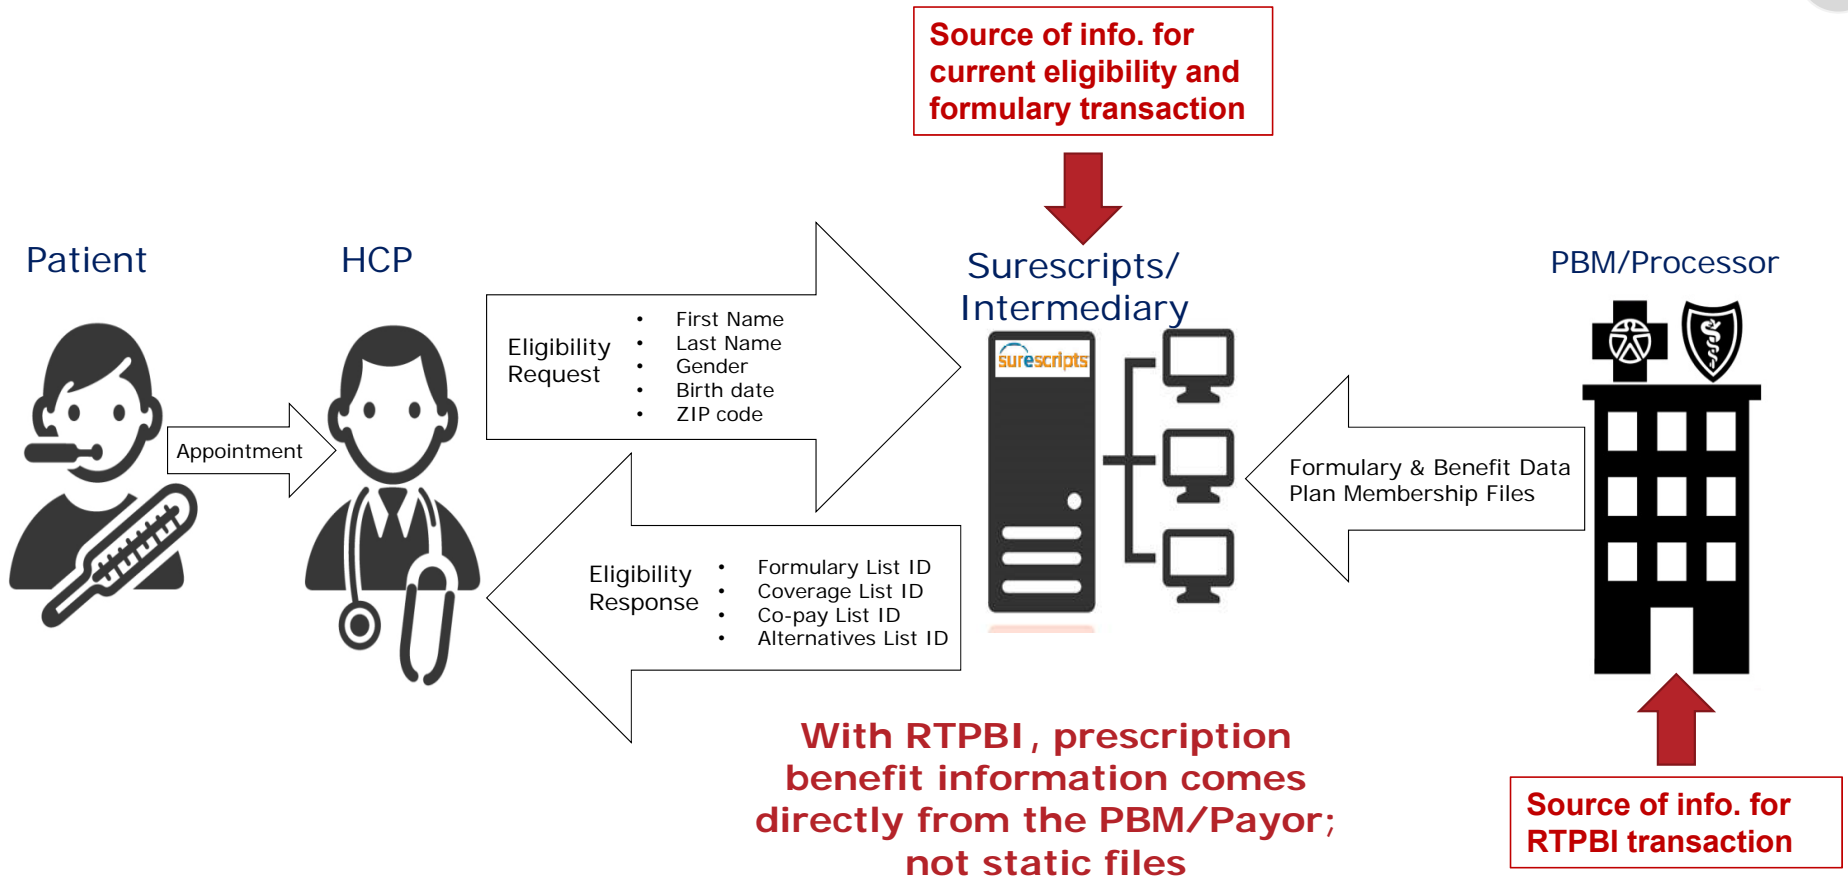 Source of info. for
current eligibility and
formulary transaction
Patient
HCP
Surescripts/
Intermediary
PBM/Processor
Appointment
Eligibility
Request
• First Name
• Last Name
• Gender
• Birth date
• ZIP code
surescripts
Formulary & Benefit Data
Plan Membership Files
Eligibility
Response
• Formulary List ID
• Coverage List ID
• Co-pay List ID
• Alternatives List ID
With RTPBI, prescription
benefit information comes
directly from the PBM/Payor;
not static files
Source of info. for
RTPBI transaction